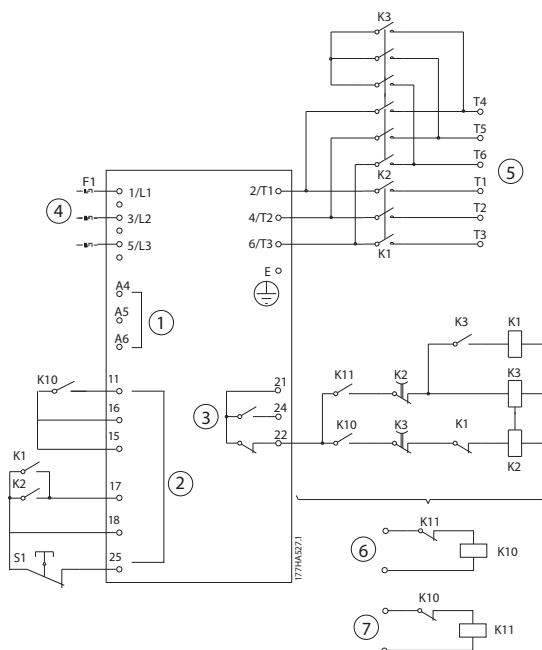 K3
T4
T5
T6
5
K2
T1
T2
T3
K1
F1
1/L1
2/T1
4
3/L2
4/T2
5/L3
6/T3
E
A4
A5
1
A6
K3
K1
K10
11
21
K11
K2
K3
16
3
24
15
22
K10
K3
K1
K2
K1
17
2
K2
18
S1
25
177HA527.1
6
K11
K10
K10
7
K11